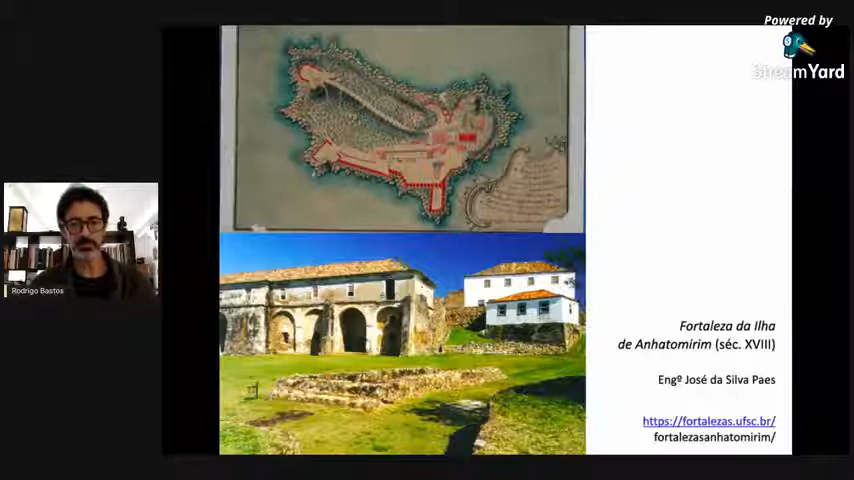 Powered by
StreamYard
Rodrigo Bastos
Fortaleza da Ilha
de Anhatomirim (séc. XVIII)
Engº José da Silva Paes
https://fortalezas.ufsc.br/
fortalezasanhatomirim/